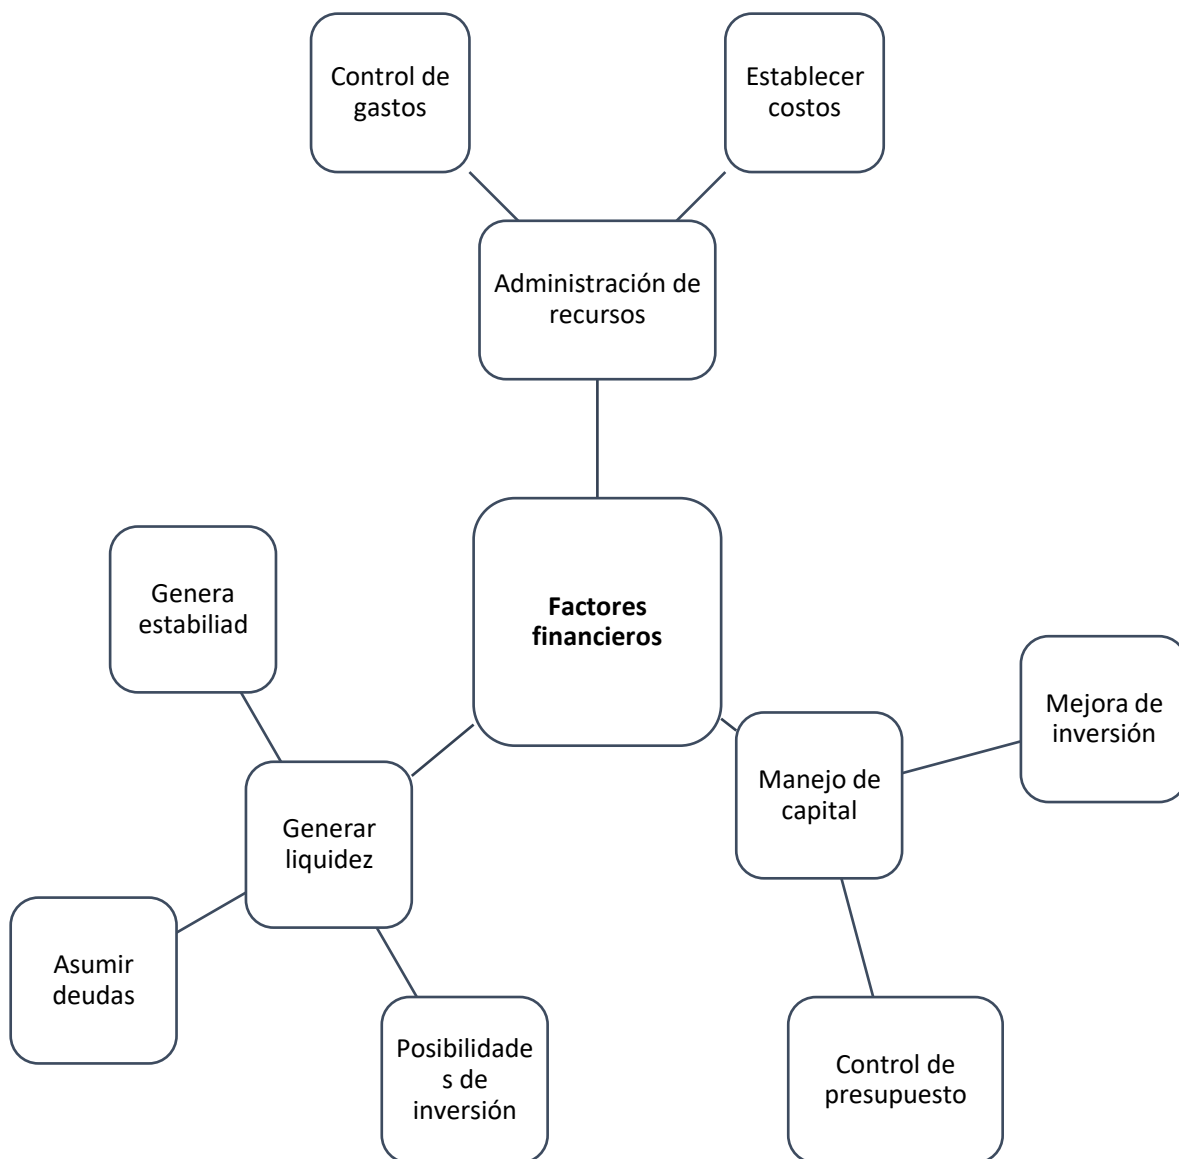 Control de
gastos
Establecer
costos
Administración de
recursos
Factores
financieros
Genera
estabiliad
Mejora de
inversión
Manejo de
capital
Generar
liquidez
Asumir
deudas
Posibilidade
s de
inversión
Control de
presupuesto